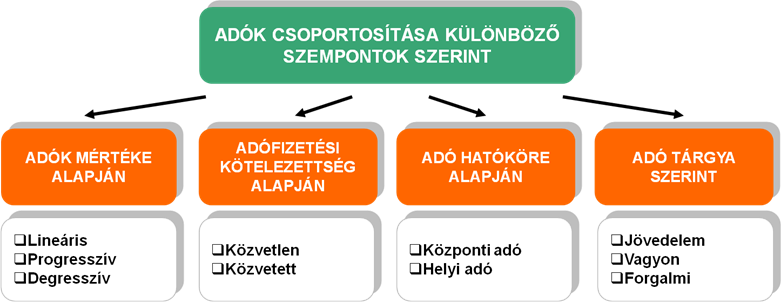 ADÓK CSOPORTOSÍTÁSA KÜLÖNBÖZŐ
SZEMPONTOK SZERINT
ADÓK MÉRTÉKE
ALAPJÁN
❑Lineáris
❑Progresszív
❑Degresszív
ADÓFIZETÉSI
KÖTELEZETTSÉG
ALAPJÁN
❑Közvetlen
❑Közvetett
ADÓ HATÓKÖRE
ALAPJÁN
❑Központi adó
❑Helyi adó
ADÓ TÁRGYA
SZERINT
❑Jövedelem
❑Vagyon
❑Forgalmi